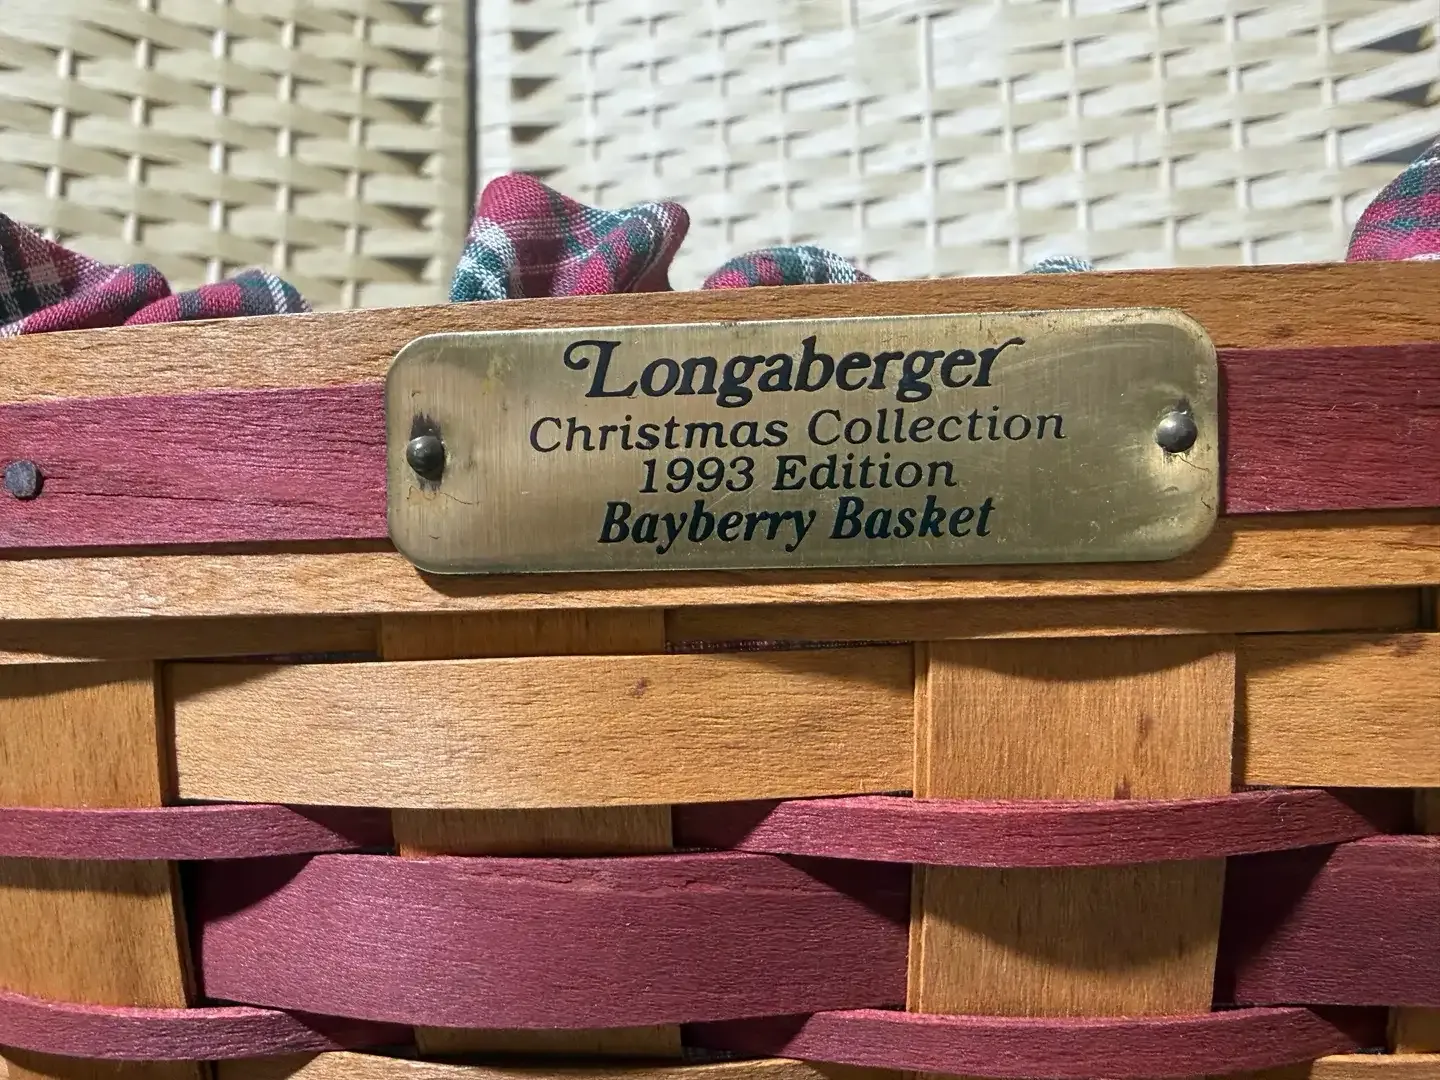 Longaberger
Christmas Collection
1993 Edition
Bayberry Basket